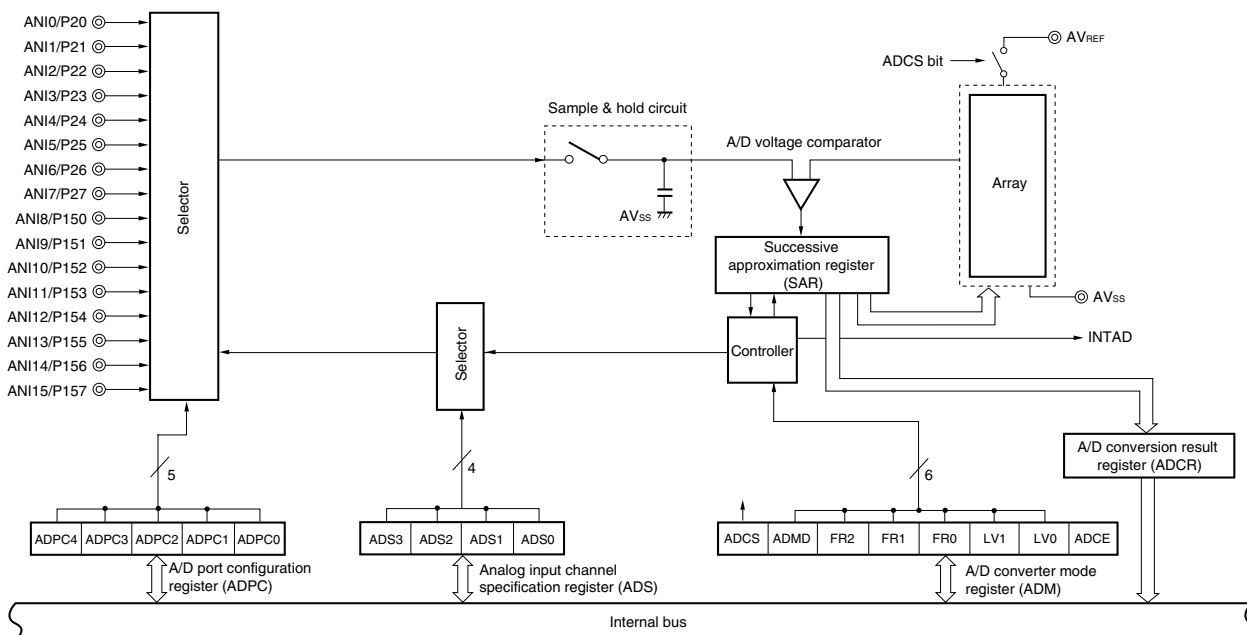 ANI0/P20
ANI1/P21
ANI2/P22
ANI3/P23
ANI4/P24
ANI5/P25
ANI6/P26
ANI7/P27
ANI8/P150
ANI9/P151
ANI10/P152
ANI11/P153
ANI12/P154
ANI13/P155
ANI14/P156
ANI15/P157
Selector
Sample & hold circuit
AVSS
A/D voltage comparator
ADCS bit
AVREF
Array
AVSS
Successive
approximation register
(SAR)
Selector
Controller
INTAD
A/D conversion result
register (ADCR)
5
4
6
ADPC4 ADPC3 ADPC2 ADPC1 ADPC0
A/D port configuration
register (ADPC)
ADS3 ADS2 ADS1 ADS0
Analog input channel
specification register (ADS)
ADCS ADMD FR2 FR1 FR0 LV1 LV0 ADCE
A/D converter mode
register (ADM)
Internal bus